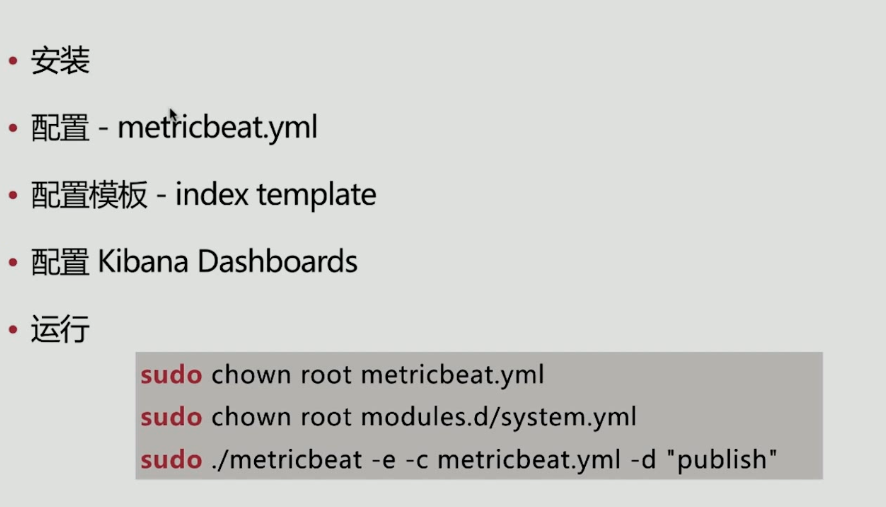 • 安装
• 配置 - metricbeat.yml
• 配置模板 - index template
• 配置 Kibana Dashboards
• 运行
sudo chown root metricbeat.yml
sudo chown root modules.d/system.yml
sudo ./metricbeat -e -c metricbeat.yml -d "publish"